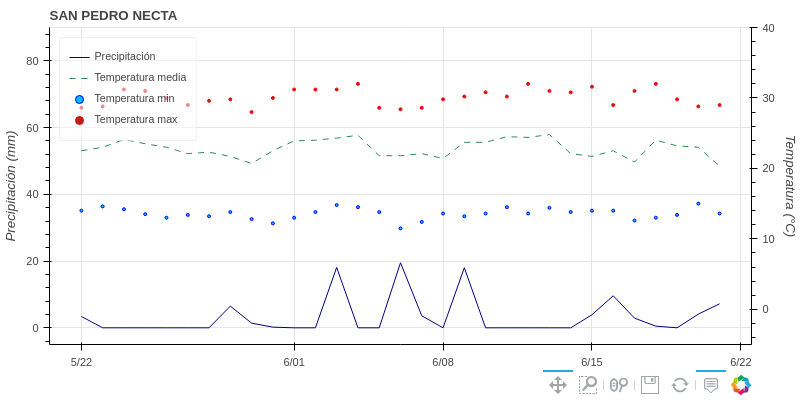 SAN PEDRO NECTA
Precipitación
Temperatura media
Temperatura min
Temperatura max
Precipitación (mm)
80
60
40
20
0
40
30
20
10
0
Temperatura (°C)
5/22
6/01
6/08
6/15
6/22